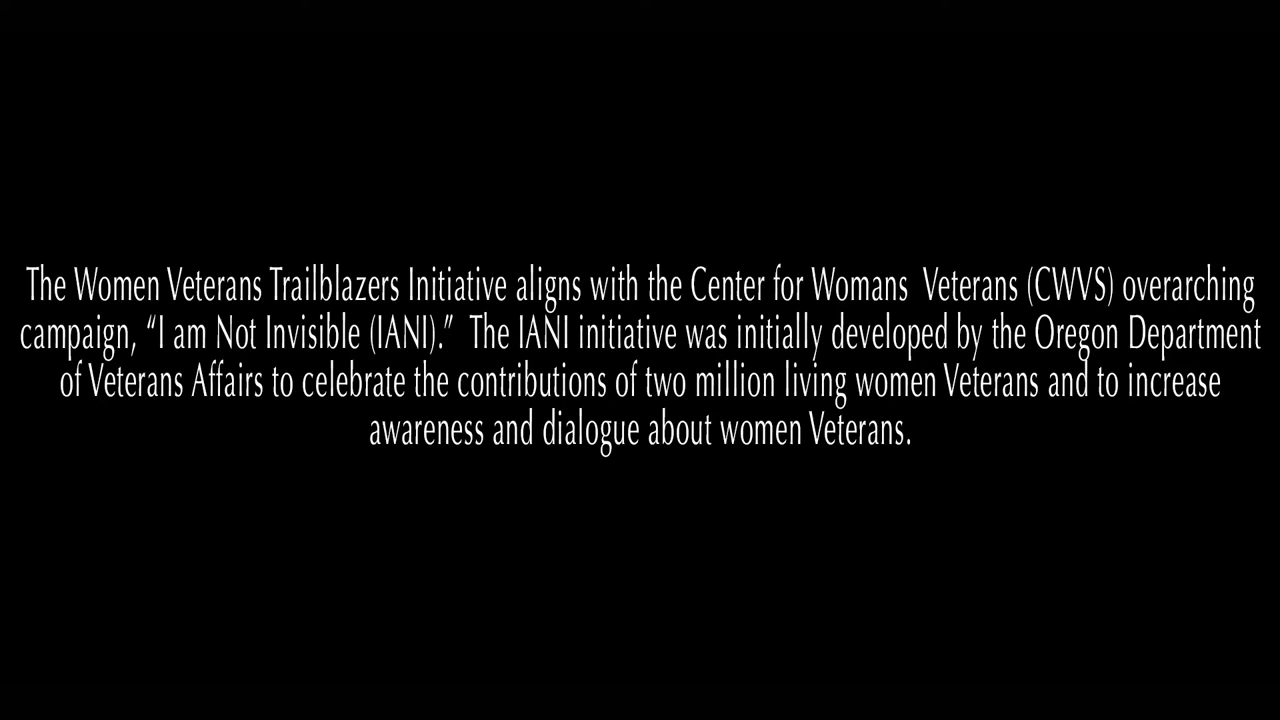 The Women Veterans Trailblazers Initiative aligns with the Center for Womans  Veterans (CWVS) overarching
campaign, “I am Not Invisible (IANI).”  The IANI initiative was initially developed by the Oregon Department
of Veterans Affairs to celebrate the contributions of two million living women Veterans and to increase
awareness and dialogue about women Veterans.